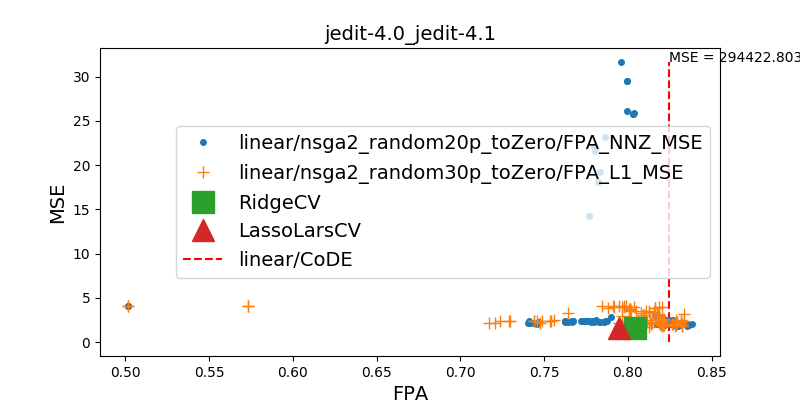 jedit-4.0_jedit-4.1
MSE = 294422.803
30
25
20
15
10
5
0
MSE
linear/nsga2_random20p_toZero/FPA_NNZ_MSE
linear/nsga2_random30p_toZero/FPA_L1_MSE
RidgeCV
LassoLarsCV
linear/CoDE
0.50 0.55 0.60 0.65 0.70 0.75 0.80 0.85
FPA